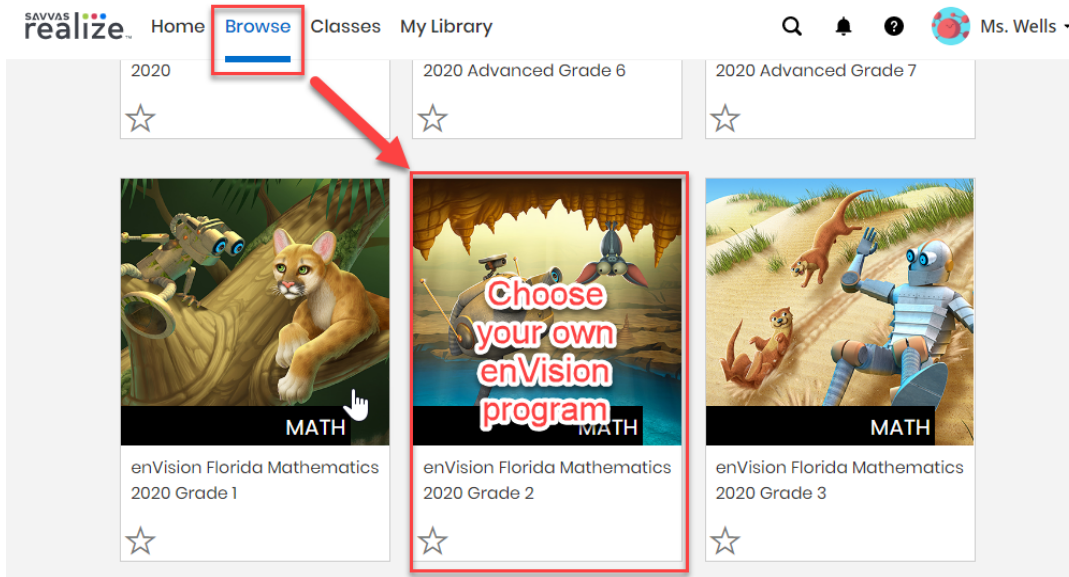 savvas
realize™ Home Browse Classes My Library Ms. Wells
2020 2020 Advanced Grade 6 2020 Advanced Grade 7
Choose
your own
enVision
program
MATH MATH MATH
enVision Florida Mathematics enVision Florida Mathematics enVision Florida Mathematics
2020 Grade 1 2020 Grade 2 2020 Grade 3